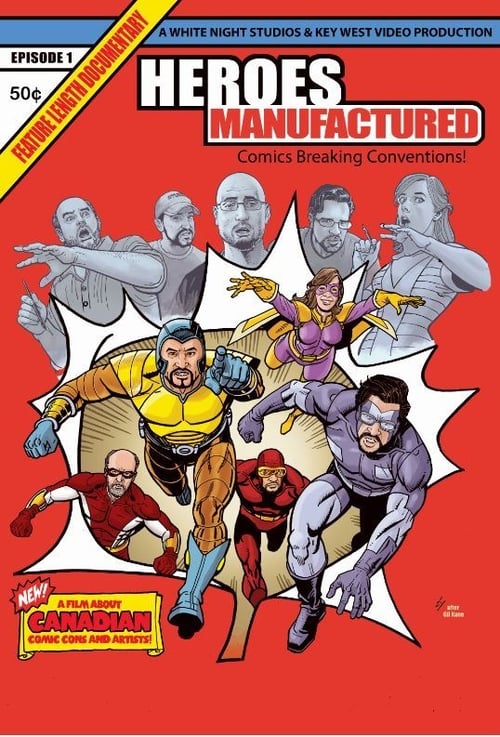 A WHITE NIGHT STUDIOS & KEY WEST VIDEO PRODUCTION
EPISODE 1
50¢
FEATURE LENGTH DOCUMENTARY
HEROES
MANUFACTURED
Comics Breaking Conventions!
NEW!
A FILM ABOUT
CANADIAN
COMIC CONS AND ARTISTS!
after
Gil Kane